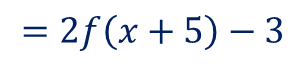 = 2f(x + 5) − 3